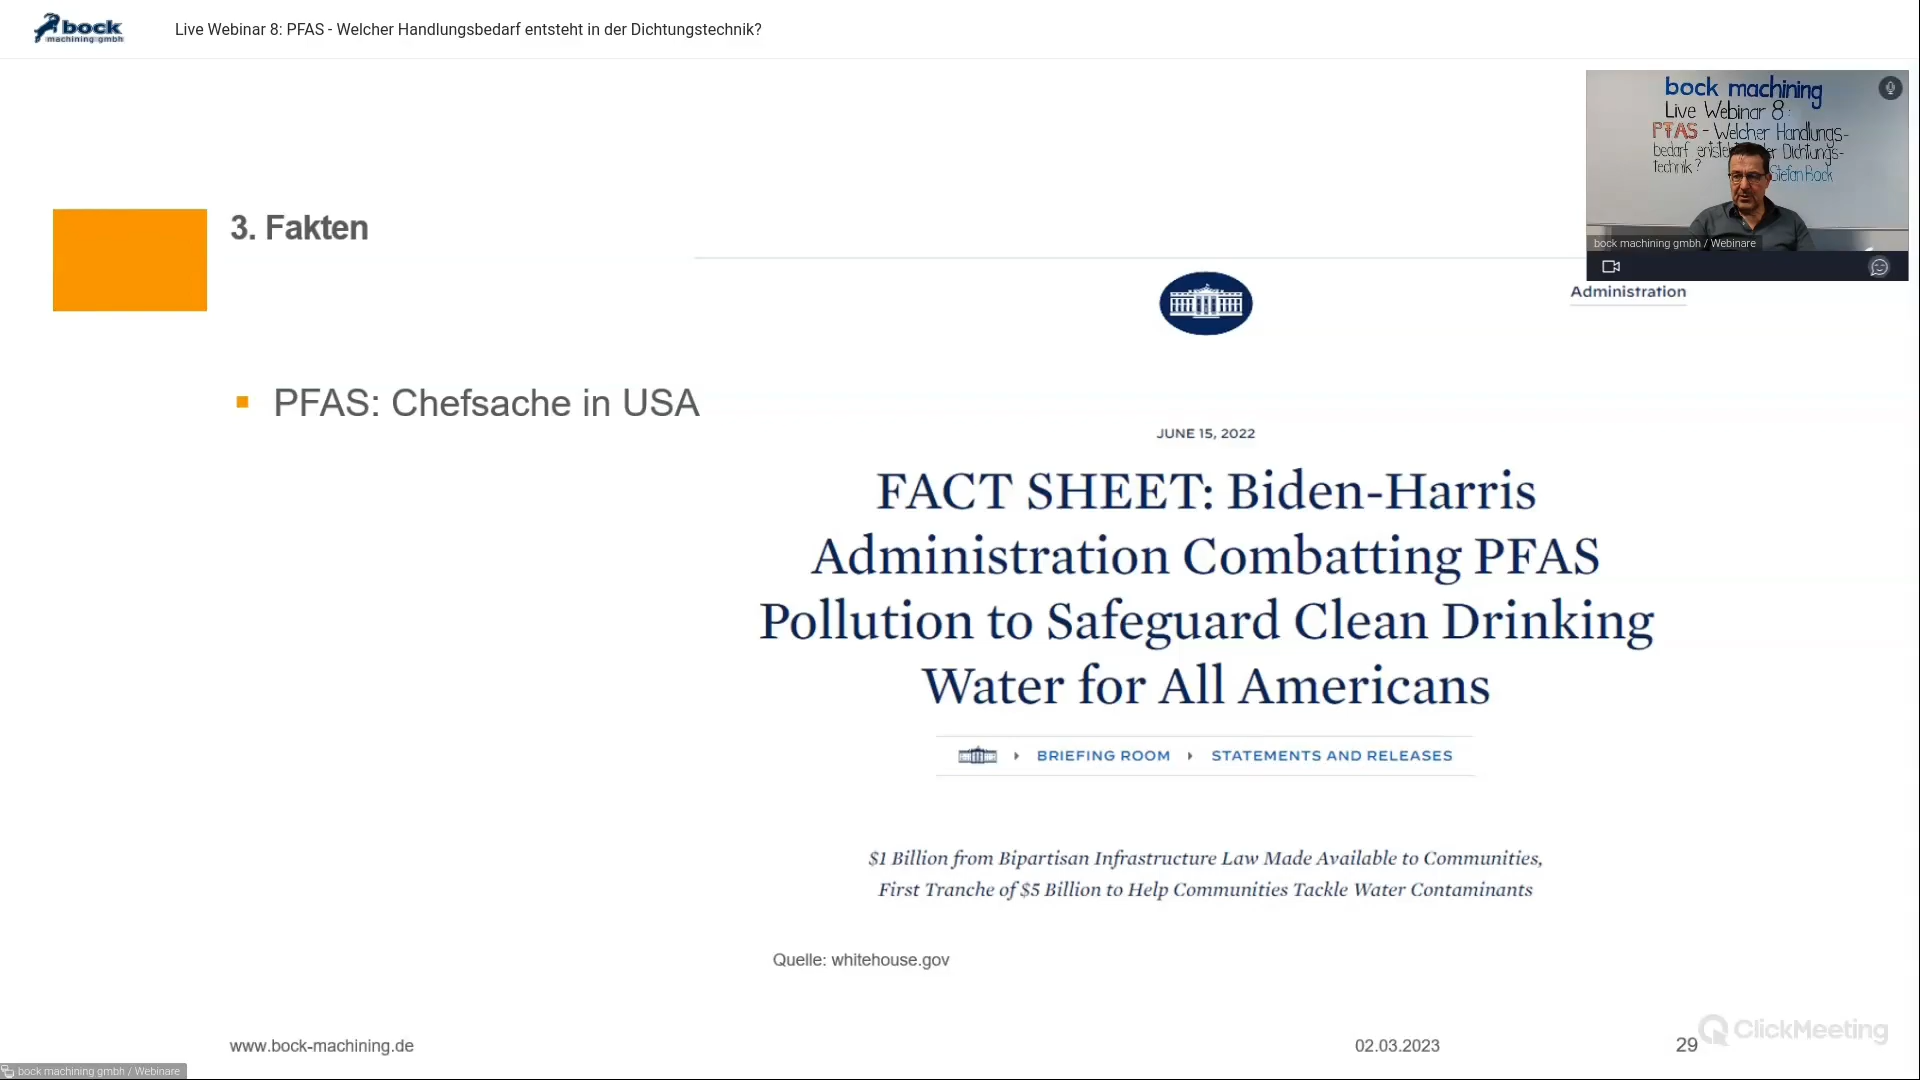 bock
machining gmbh
Live Webinar 8: PFAS - Welcher Handlungsbedarf entsteht in der Dichtungstechnik?
bock machining
Live Webinar 8:
PFAS - Welcher Handlungs-
bedarf entsteh der Dichtungs-
technik?
Stefan Bock
bock machining gmbh / Webinare
3. Fakten
Administration
PFAS: Chefsache in USA
JUNE 15, 2022
FACT SHEET: Biden-Harris
Administration Combatting PFAS
Pollution to Safeguard Clean Drinking
Water for All Americans
BRIEFING ROOM
STATEMENTS AND RELEASES
$1 Billion from Bipartisan Infrastructure Law Made Available to Communities,
First Tranche of $5 Billion to Help Communities Tackle Water Contaminants
Quelle: whitehouse.gov
www.bock-machining.de
02.03.2023
29
ClickMeeting
bock machining gmbh / Webinare